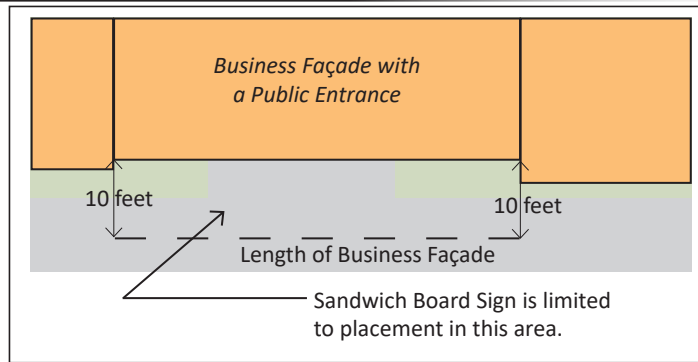 Business Façade with
a Public Entrance
10 feet
10 feet
Length of Business Façade
Sandwich Board Sign is limited
to placement in this area.